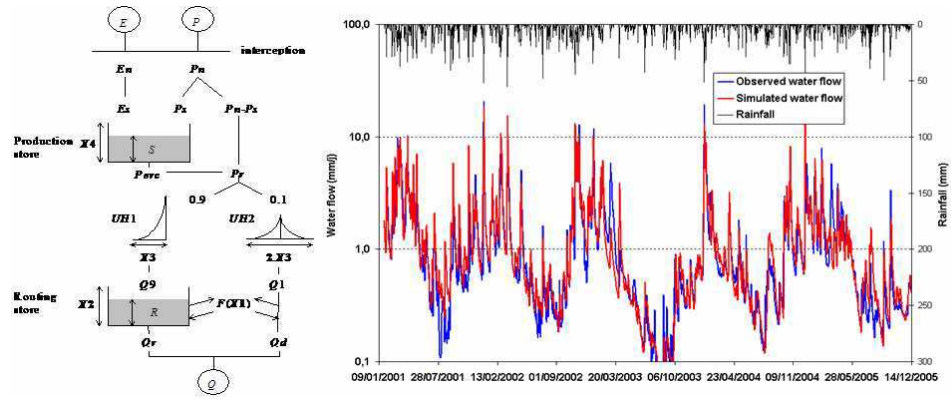 E P
interception
En Pn
Es Ps Pn-Ps
Production store X4 S
Perc Pr
0.9 0.1
UH1 UH2
X3 2.X3
Q9 Q1
Routing store X2 R F(X1)
Qr Qd
Q
100,0
10,0
1,0
0,1
Water flow (mm/j)
Observed water flow
Simulated water flow
Rainfall
0
50
100
150
200
250
300
Rainfall (mm)
09/01/2001 28/07/2001 13/02/2002 01/09/2002 20/03/2003 06/10/2003 23/04/2004 09/11/2004 28/05/2005 14/12/2005